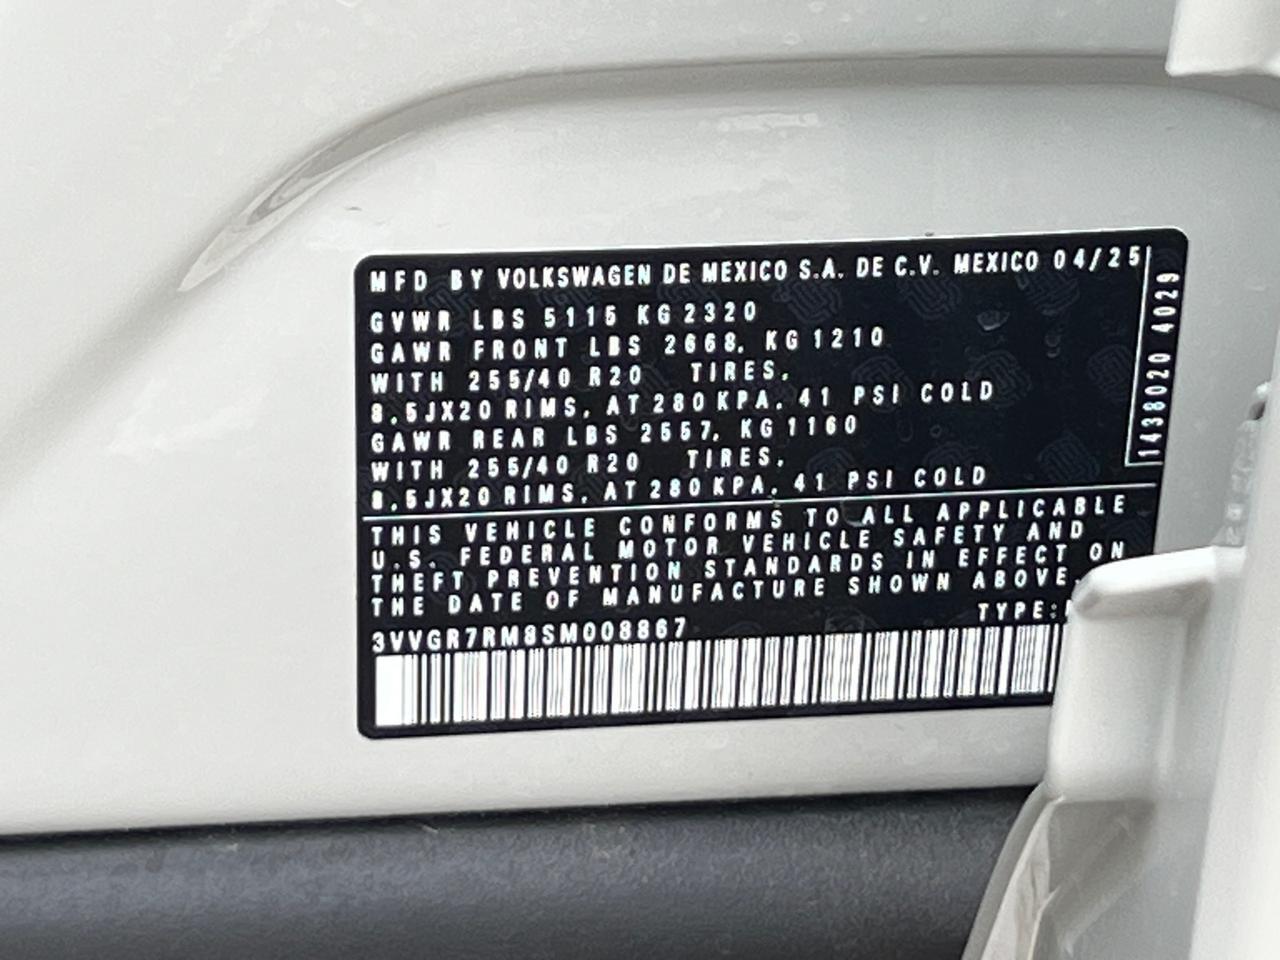 MFD BY VOLKSWAGEN DE MEXICO S.A. DE C.V. MEXICO 04/25
GVWR LBS 5115 KG 2320
GAWR FRONT LBS 2668, KG 1210
WITH 255/40 R20 TIRES,
8,5JX20 RIMS, AT 280 KPA, 41 PSI COLD
GAWR REAR LBS 2557, KG 1160
WITH 255/40 R20 TIRES,
8,5JX20 RIMS, AT 280 KPA, 41 PSI COLD
1438020 4029
THIS VEHICLE CONFORMS TO ALL APPLICABLE
U.S. FEDERAL MOTOR VEHICLE SAFETY AND
THEFT PREVENTION STANDARDS IN EFFECT ON
THE DATE OF MANUFACTURE SHOWN ABOVE.
TYPE:
3VVGR7RM8SM008867